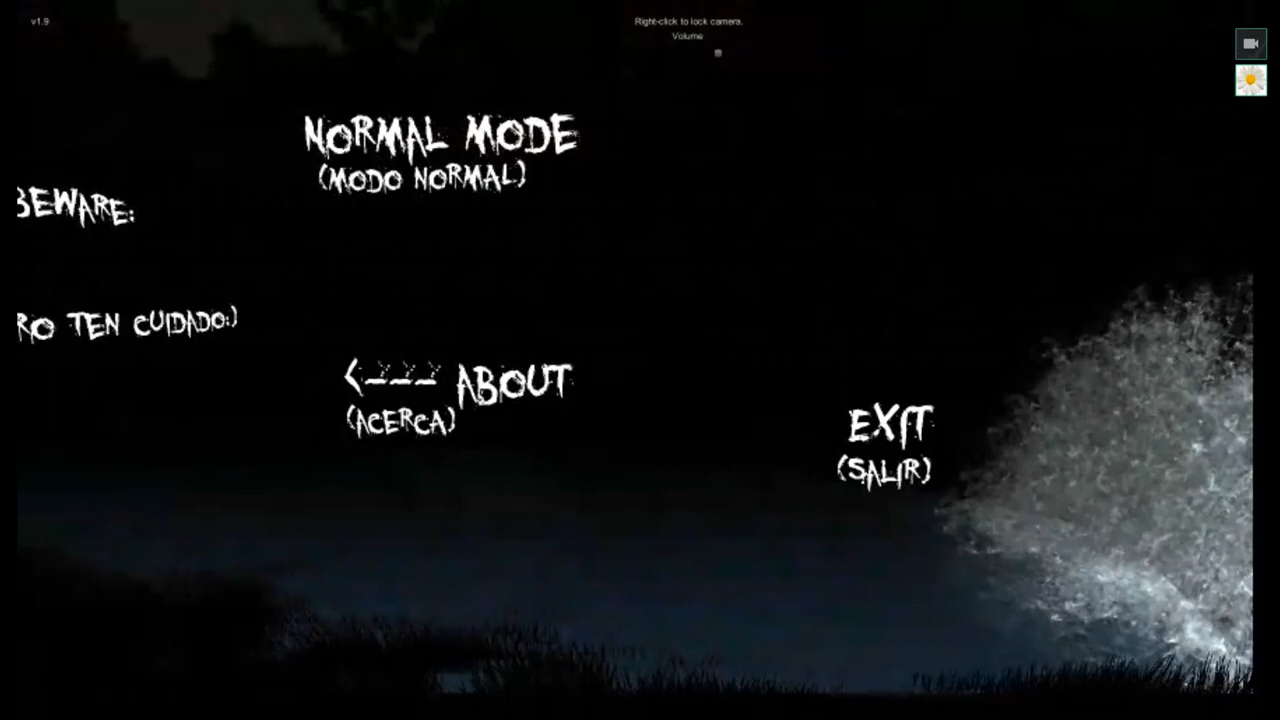 v1.9
Right-click to lock camera.
Volume
NORMAL MODE
(MODO NORMAL)
BEWARE:
RO TEN CUIDADO:)
<--- ABOUT
(ACERCA)
EXIT
(SALIR)